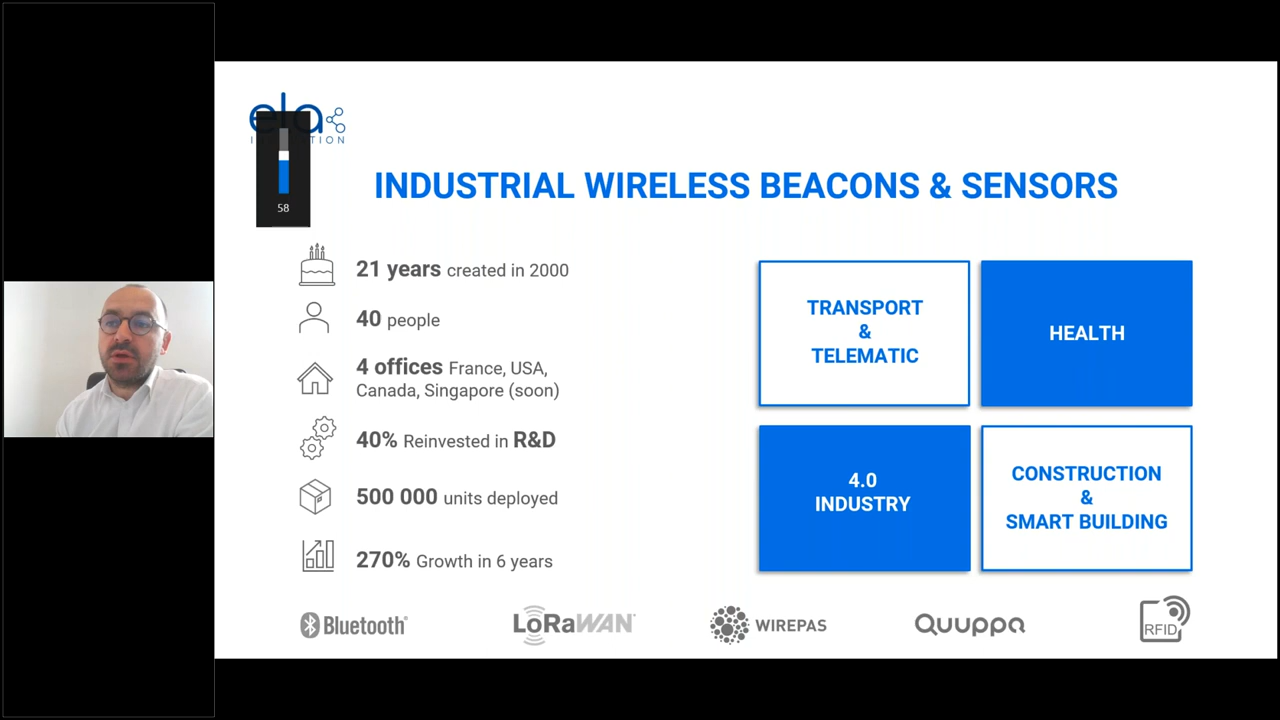 ela
58
INDUSTRIAL WIRELESS BEACONS & SENSORS
21 years created in 2000
40 people
4 offices France, USA,
Canada, Singapore (soon)
40% Reinvested in R&D
500 000 units deployed
270% Growth in 6 years
TRANSPORT
&
TELEMATIC
HEALTH
4.0
INDUSTRY
CONSTRUCTION
&
SMART BUILDING
Bluetooth®
LoRaWAN
WIREPAS
Quuppa
RFID